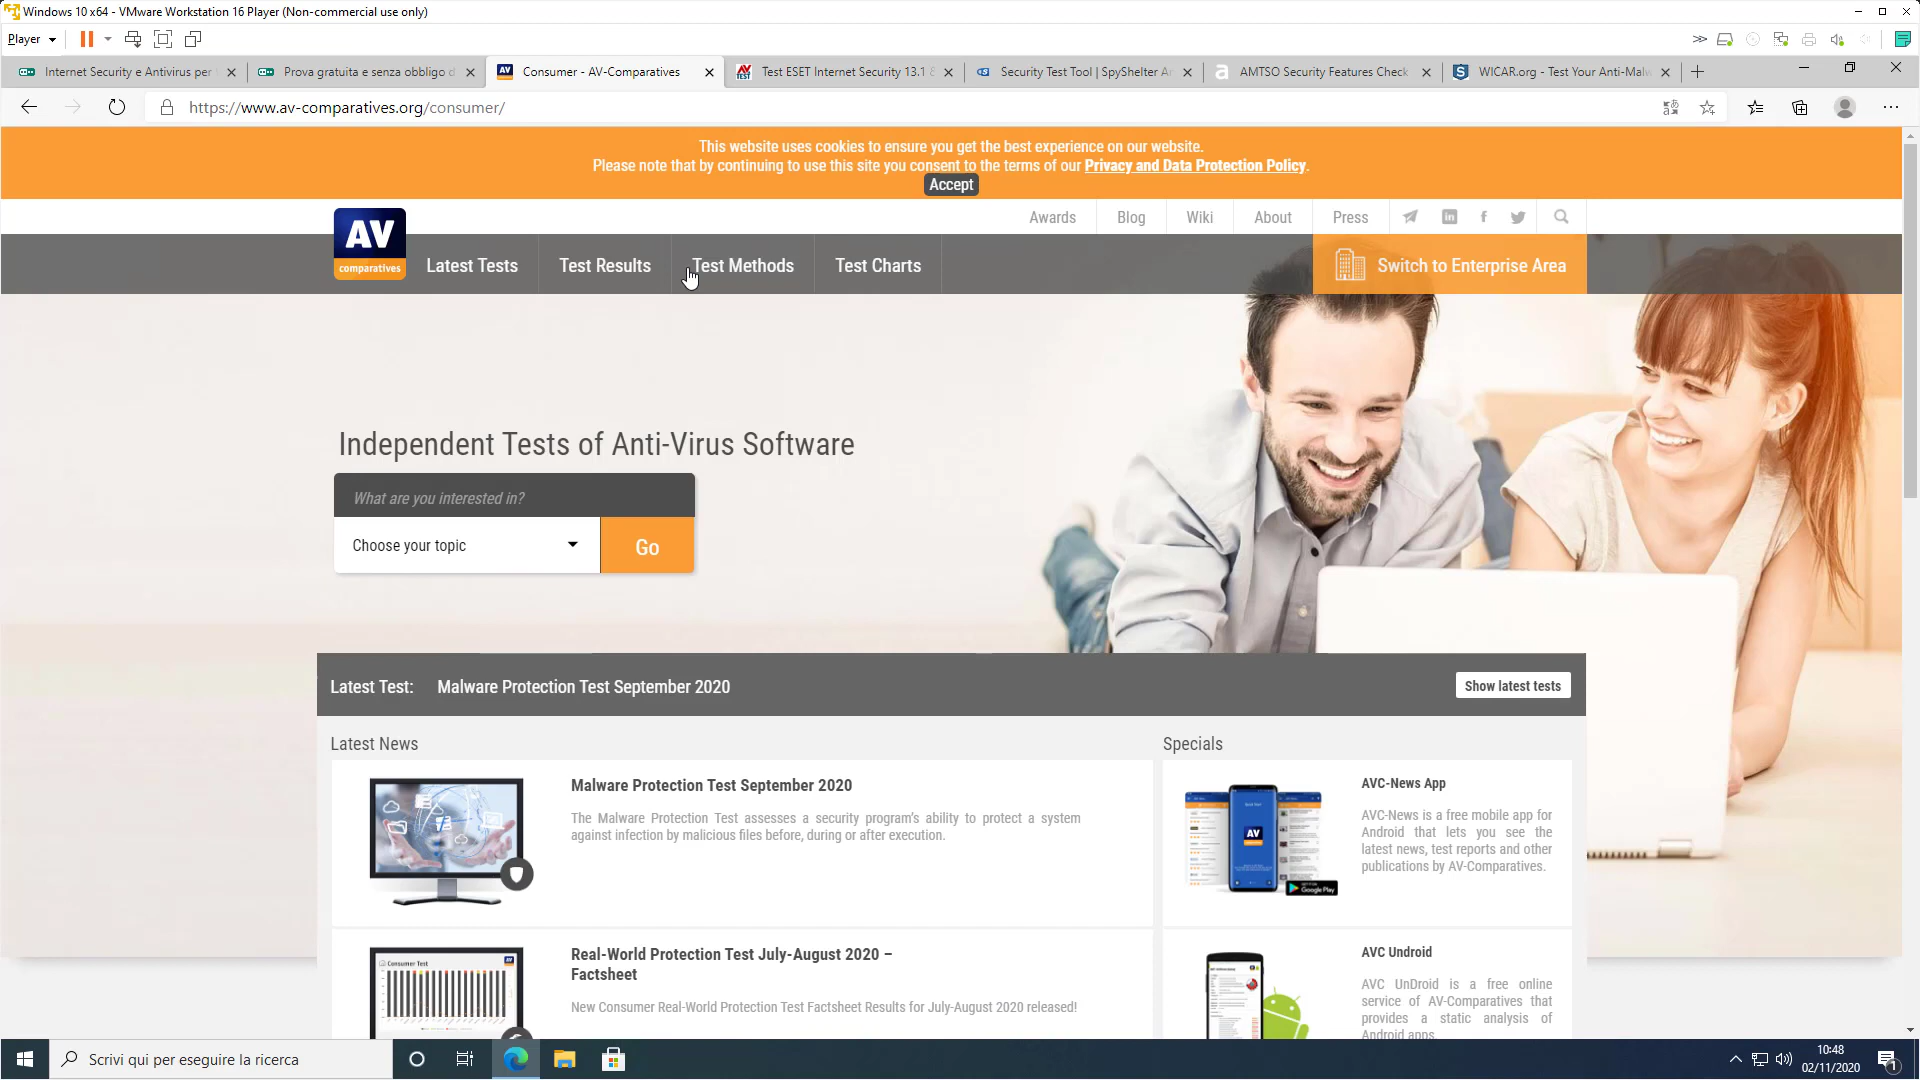 Windows 10 x64 - VMware Workstation 16 Player (Non-commercial use only)
Player
Internet Security e Antivirus per
Prova gratuita e senza obbligo d
Consumer - AV-Comparatives
Test ESET Internet Security 13.1 &
Security Test Tool | SpyShelter Ar
AMTSO Security Features Check
WICAR.org - Test Your Anti-Malw
https://www.av-comparatives.org/consumer/
This website uses cookies to ensure you get the best experience on our website.
Please note that by continuing to use this site you consent to the terms of our Privacy and Data Protection Policy.
Accept
Awards
Blog
Wiki
About
Press
AV
comparatives
Latest Tests
Test Results
Test Methods
Test Charts
Switch to Enterprise Area
Independent Tests of Anti-Virus Software
What are you interested in?
Choose your topic
Go
Latest Test: Malware Protection Test September 2020
Show latest tests
Latest News
Malware Protection Test September 2020
The Malware Protection Test assesses a security program's ability to protect a system
against infection by malicious files before, during or after execution.
Real-World Protection Test July-August 2020 –
Factsheet
New Consumer Real-World Protection Test Factsheet Results for July-August 2020 released!
Consumer Test
Specials
AVC-News App
AVC-News is a free mobile app for
Android that lets you see the
latest news, test reports and other
publications by AV-Comparatives.
AV
Google Play
AVC Undroid
AVC UnDroid is a free online
service of AV-Comparatives that
provides a static analysis of
Android apps.
Scrivi qui per eseguire la ricerca
10:48
02/11/2020
1